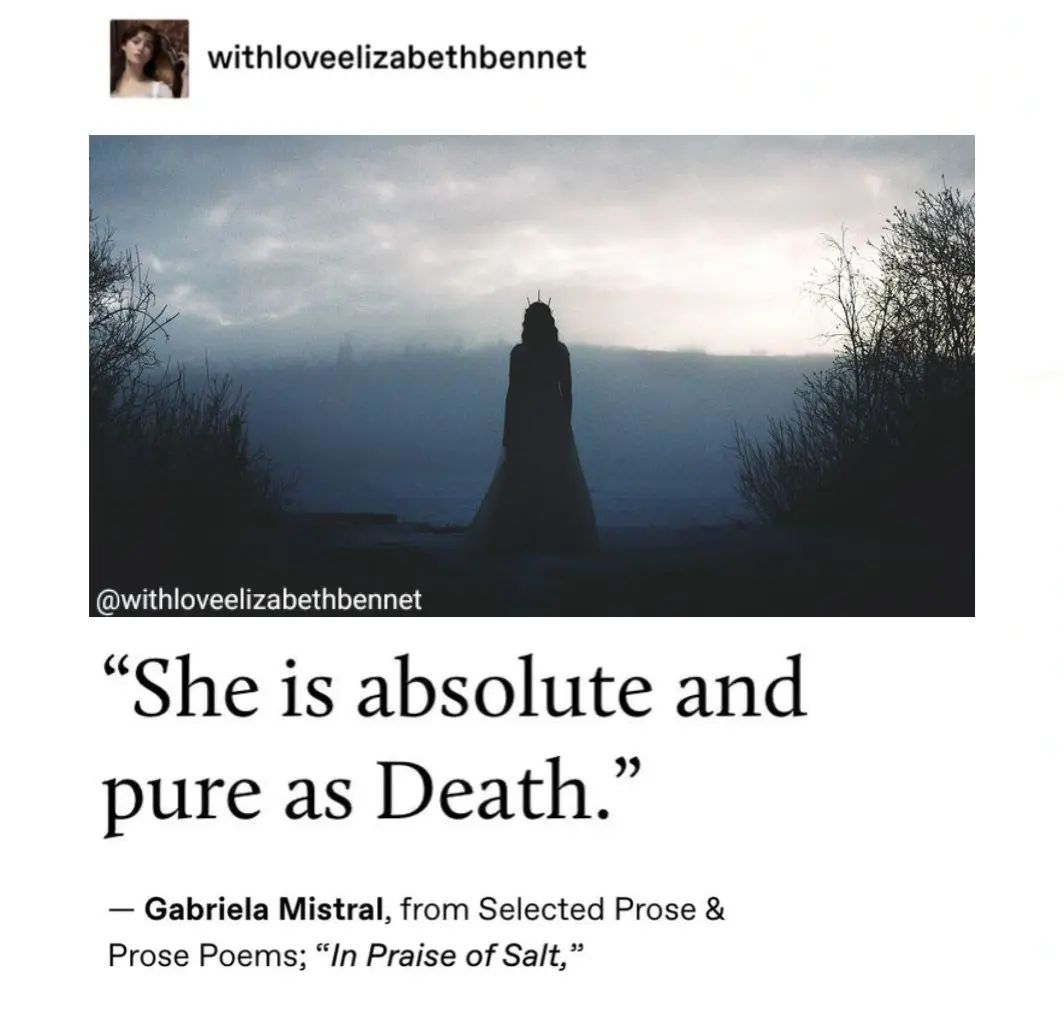 withloveelizabethbennet
@withloveelizabethbennet
“She is absolute and
pure as Death.”
— Gabriela Mistral, from Selected Prose &
Prose Poems; “In Praise of Salt,”